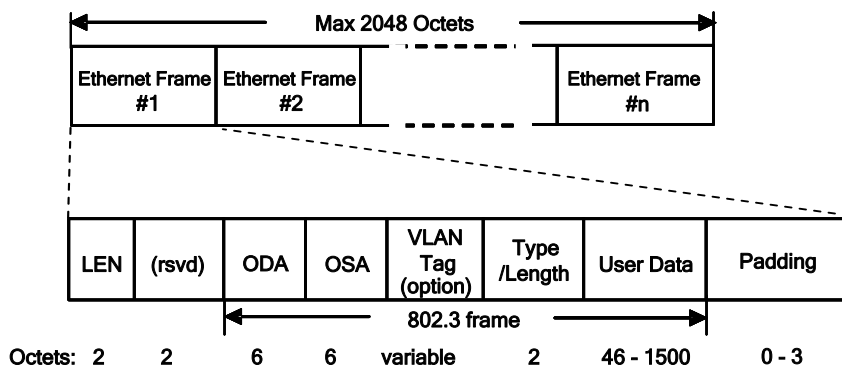 Max 2048 Octets
Ethernet Frame #1
Ethernet Frame #2
Ethernet Frame #n
LEN
(rsvd)
ODA
OSA
VLAN Tag (option)
Type /Length
User Data
Padding
802.3 frame
Octets: 2 2 6 6 variable 2 46 - 1500 0 - 3